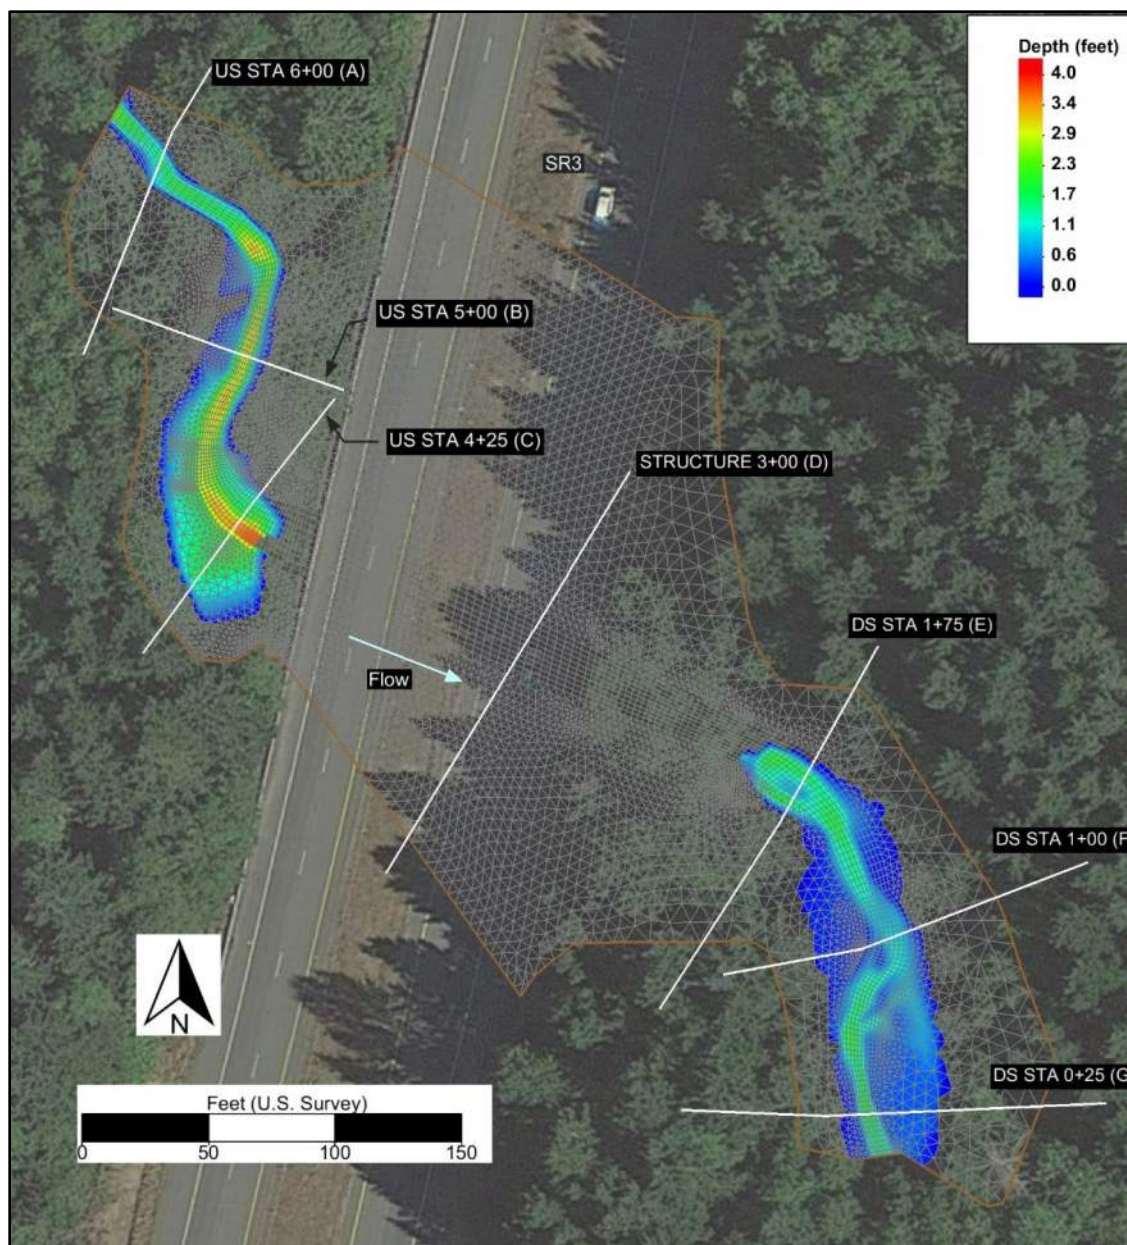 US STA 6+00 (A)
Depth (feet)
4.0
3.4
2.9
2.3
1.7
1.1
0.6
0.0
SR3
US STA 5+00 (B)
US STA 4+25 (C)
STRUCTURE 3+00 (D)
DS STA 1+75 (E)
Flow
DS STA 1+00 (F
N
DS STA 0+25 (G
Feet (U.S. Survey)
0 50 100 150